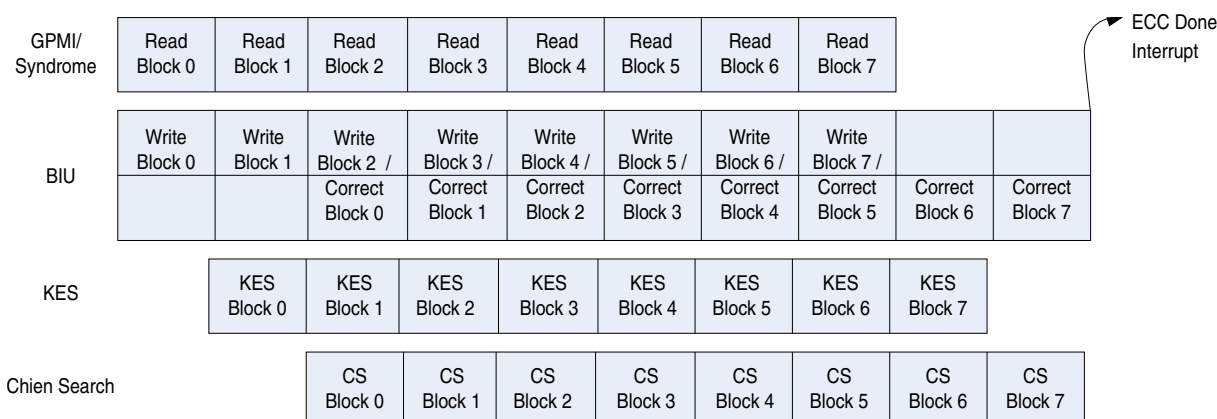 GPMI/
Syndrome
Read
Block 0
Read
Block 1
Read
Block 2
Read
Block 3
Read
Block 4
Read
Block 5
Read
Block 6
Read
Block 7
ECC Done
Interrupt
BIU
Write
Block 0
Write
Block 1
Write
Block 2 /
Write
Block 3 /
Write
Block 4 /
Write
Block 5 /
Write
Block 6 /
Write
Block 7 /
Correct
Block 0
Correct
Block 1
Correct
Block 2
Correct
Block 3
Correct
Block 4
Correct
Block 5
Correct
Block 6
Correct
Block 7
KES
KES
Block 0
KES
Block 1
KES
Block 2
KES
Block 3
KES
Block 4
KES
Block 5
KES
Block 6
KES
Block 7
Chien Search
CS
Block 0
CS
Block 1
CS
Block 2
CS
Block 3
CS
Block 4
CS
Block 5
CS
Block 6
CS
Block 7